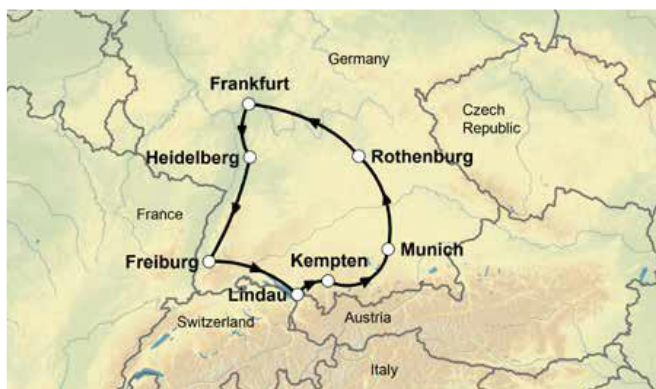 Germany
Frankfurt
Czech
Republic
Heidelberg
Rothenburg
France
Freiburg
Kempten
Munich
Lindau
Switzerland
Austria
Italy